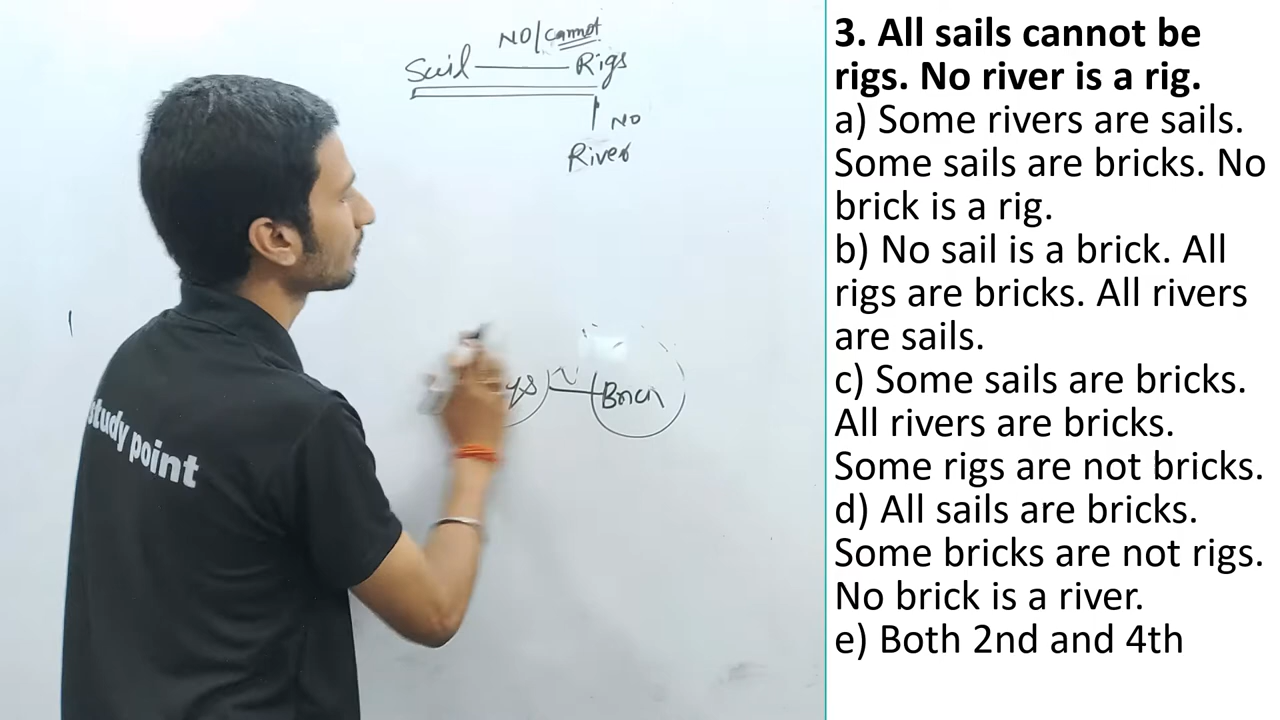 NO/cannot
Sail Rigs
NO
River
Brick
study point
3. All sails cannot be
rigs. No river is a rig.
a) Some rivers are sails.
Some sails are bricks. No
brick is a rig.
b) No sail is a brick. All
rigs are bricks. All rivers
are sails.
c) Some sails are bricks.
All rivers are bricks.
Some rigs are not bricks.
d) All sails are bricks.
Some bricks are not rigs.
No brick is a river.
e) Both 2nd and 4th